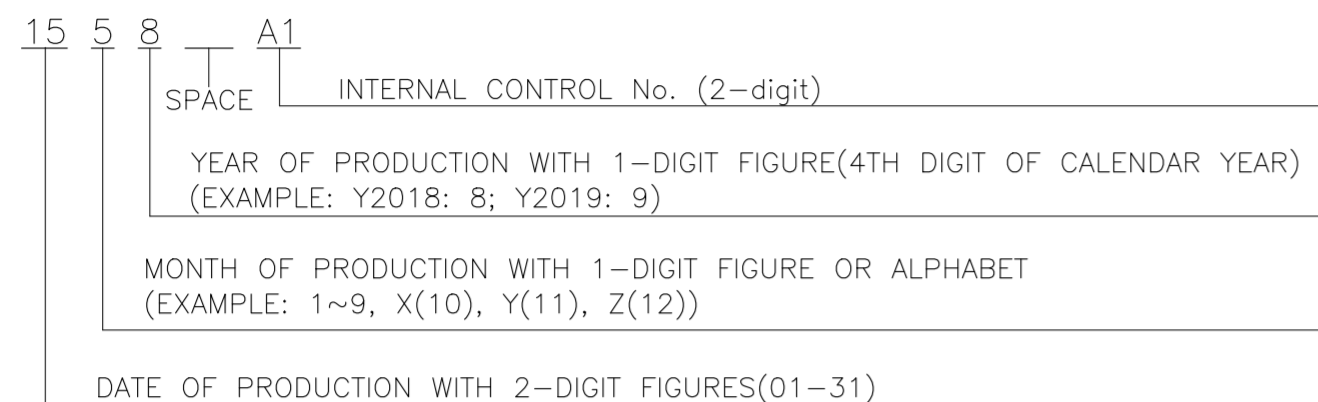 15 5 8 __ A1
SPACE INTERNAL CONTROL No. (2-digit)
YEAR OF PRODUCTION WITH 1-DIGIT FIGURE(4TH DIGIT OF CALENDAR YEAR)
(EXAMPLE: Y2018: 8; Y2019: 9)
MONTH OF PRODUCTION WITH 1-DIGIT FIGURE OR ALPHABET
(EXAMPLE: 1~9, X(10), Y(11), Z(12))
DATE OF PRODUCTION WITH 2-DIGIT FIGURES(01-31)